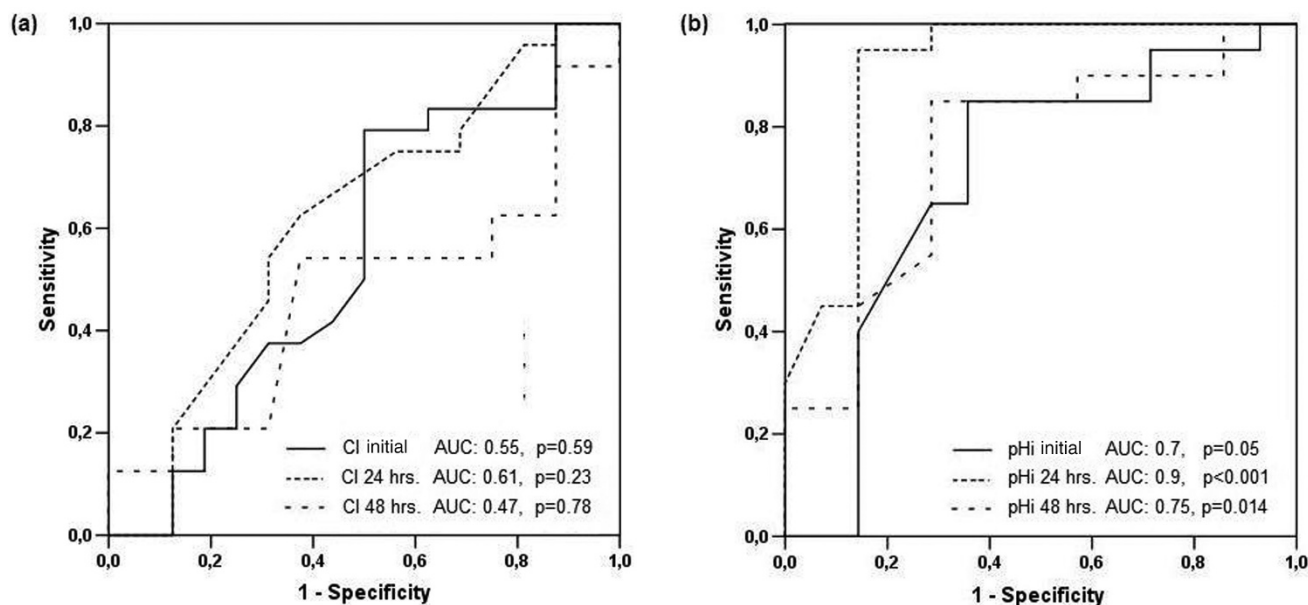 (a)
1,0
0,8
0,6
0,4
0,2
0,0
Sensitivity
CI initial AUC: 0.55, p=0.59
CI 24 hrs. AUC: 0.61, p=0.23
CI 48 hrs. AUC: 0.47, p=0.78
0,0 0,2 0,4 0,6 0,8 1,0
1 - Specificity
(b)
1,0
0,8
0,6
0,4
0,2
0,0
Sensitivity
pHi initial AUC: 0.7, p=0.05
pHi 24 hrs. AUC: 0.9, p<0.001
pHi 48 hrs. AUC: 0.75, p=0.014
0,0 0,2 0,4 0,6 0,8 1,0
1 - Specificity